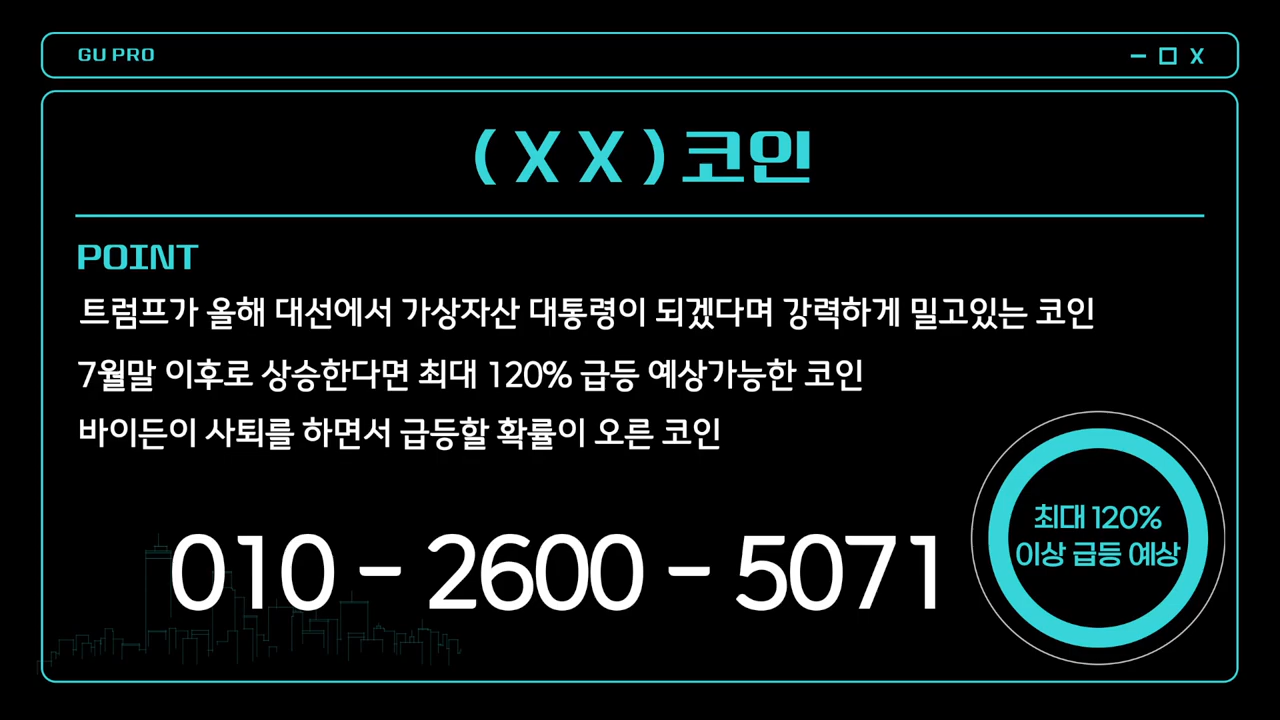 GU PRO
– □ X
( X X ) 코인
POINT
트럼프가 올해 대선에서 가상자산 대통령이 되겠다며 강력하게 밀고있는 코인
7월말 이후로 상승한다면 최대 120% 급등 예상가능한 코인
바이든이 사퇴를 하면서 급등할 확률이 오른 코인
010 - 2600 - 5071
최대 120%
이상 급등 예상